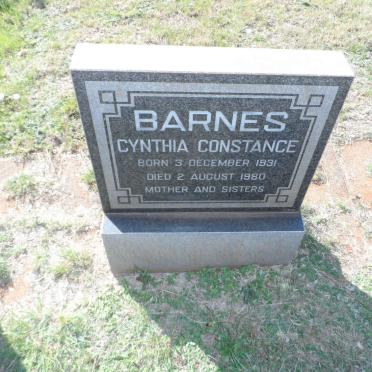 BARNES
CYNTHIA CONSTANCE
BORN 3. DECEMBER 1931
DIED 2 AUGUST 1980
MOTHER AND SISTERS